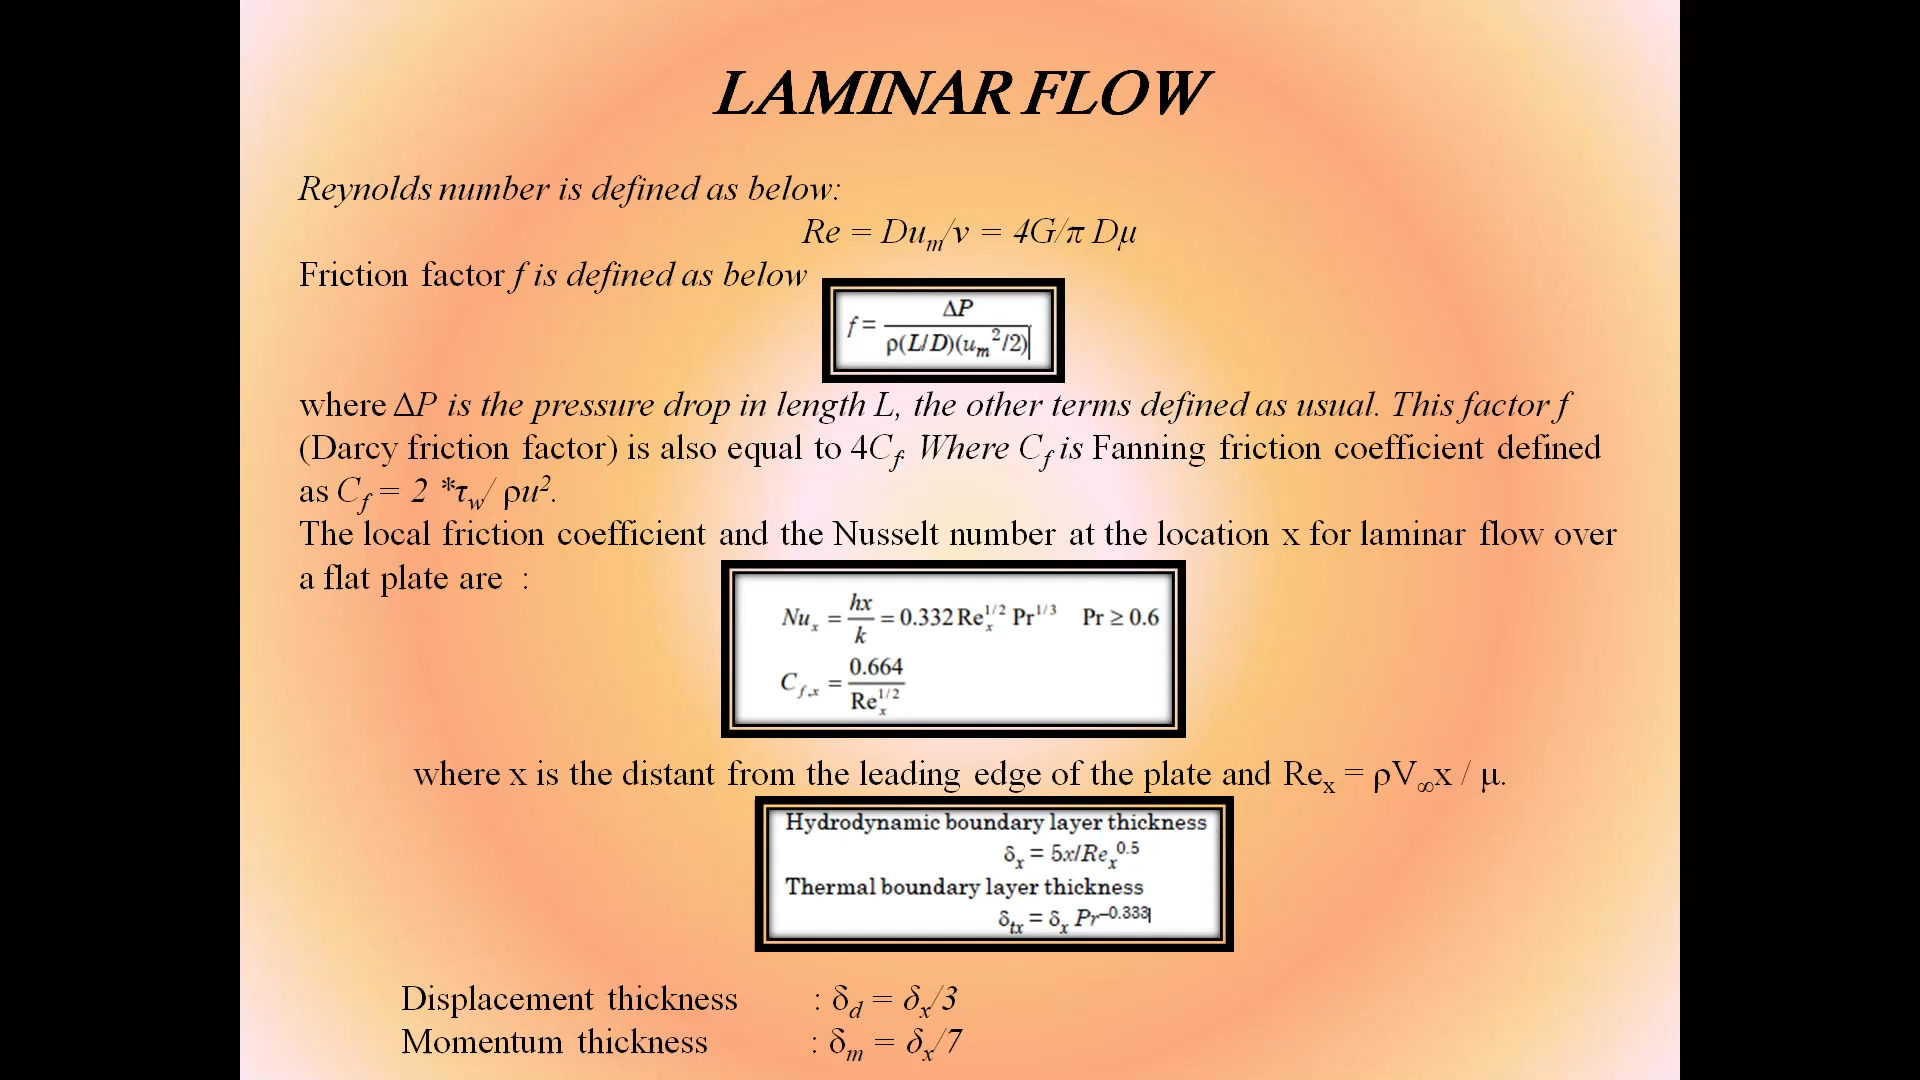 LAMINAR FLOW
Reynolds number is defined as below:
Re = Du_m/ν = 4G/π Dμ
Friction factor f is defined as below
f = ΔP / ρ(L/D)(u_m²/2)
where ΔP is the pressure drop in length L, the other terms defined as usual. This factor f
(Darcy friction factor) is also equal to 4C_f. Where C_f is Fanning friction coefficient defined
as C_f = 2 *τ_w/ ρu².
The local friction coefficient and the Nusselt number at the location x for laminar flow over
a flat plate are :
Nu_x = hx/k = 0.332 Re_x^1/2 Pr^1/3 Pr ≥ 0.6
C_f,x = 0.664 / Re_x^1/2
where x is the distant from the leading edge of the plate and Re_x = ρV_∞x / μ.
Hydrodynamic boundary layer thickness
δ_x = 5x/Re_x^0.5
Thermal boundary layer thickness
δ_tx = δ_x Pr^–0.333
Displacement thickness : δ_d = δ_x/3
Momentum thickness : δ_m = δ_x/7